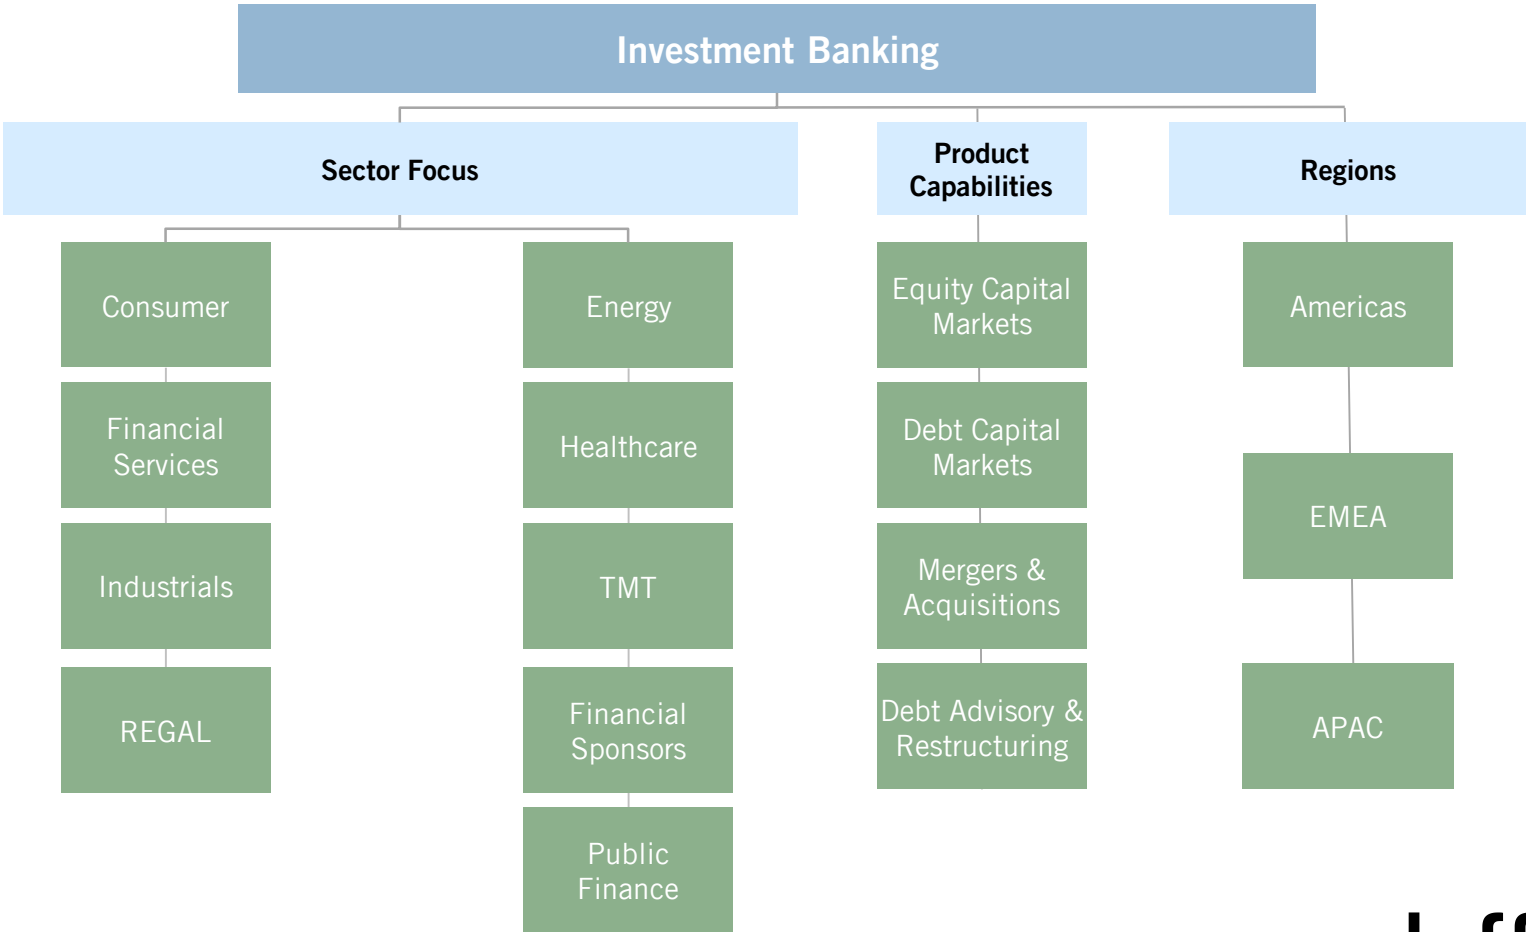 Investment Banking
Sector Focus
Product
Capabilities
Regions
Consumer
Financial
Services
Industrials
REGAL
Energy
Healthcare
TMT
Financial
Sponsors
Public
Finance
Equity Capital
Markets
Debt Capital
Markets
Mergers &
Acquisitions
Debt Advisory &
Restructuring
Americas
EMEA
APAC